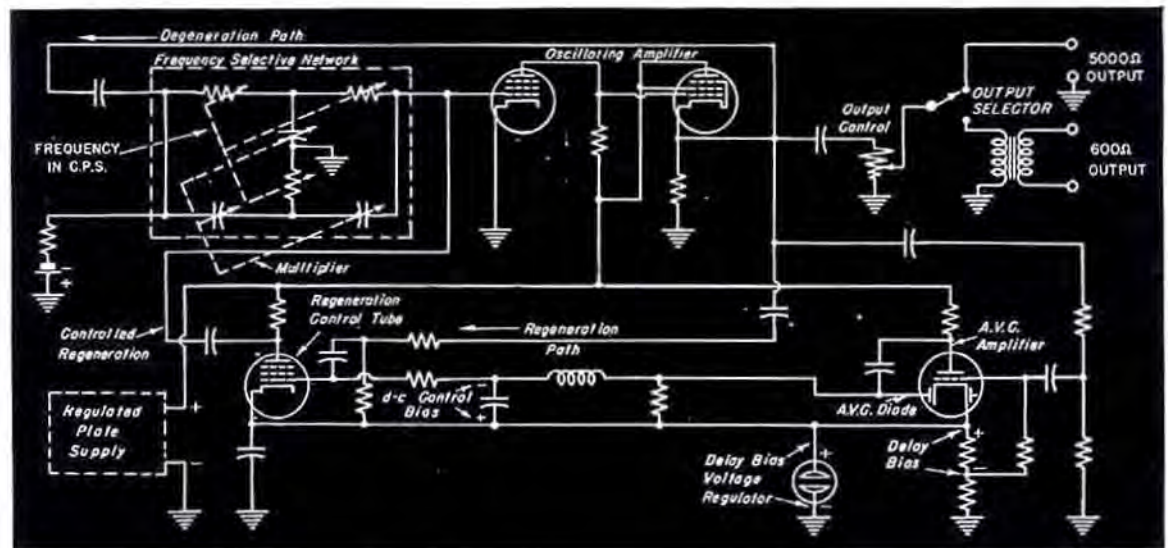 Degeneration Path
Frequency Selective Network
Oscillating Amplifier
5000Ω
OUTPUT
OUTPUT
SELECTOR
Output
Control
600Ω
OUTPUT
FREQUENCY
IN C.P.S.
Multiplier
Regeneration
Control Tube
Controlled
Regeneration
Regeneration
Path
A.V.C.
Amplifier
d-c Control
Bias
A.V.C. Diode
Regulated
Plate
Supply
Delay Bias
Voltage
Regulator
Delay
Bias